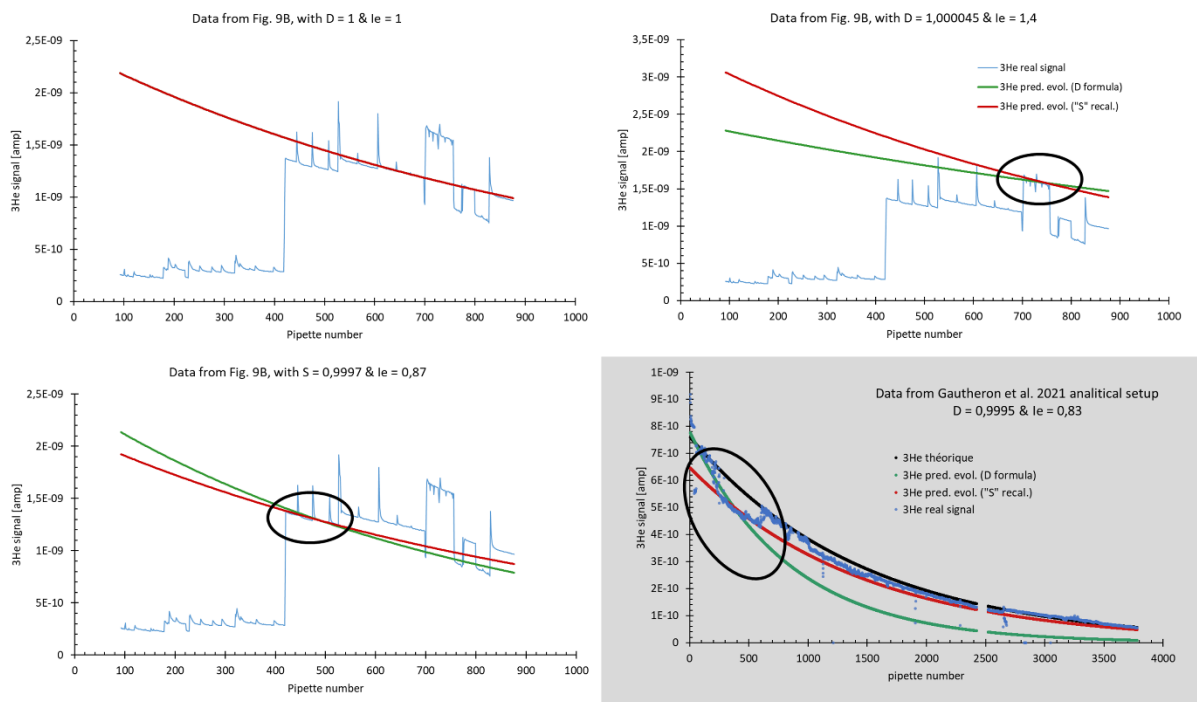 Data from Fig. 9B, with D = 1 & Ie = 1
3He signal [amp]
2,5E-09
2E-09
1,5E-09
1E-09
5E-10
0
0 100 200 300 400 500 600 700 800 900 1000
Pipette number
Data from Fig. 9B, with D = 1,000045 & Ie = 1,4
3He signal [amp]
3,5E-09
3E-09
2,5E-09
2E-09
1,5E-09
1E-09
5E-10
0
3He real signal
3He pred. evol. (D formula)
3He pred. evol. ("S" recal.)
0 100 200 300 400 500 600 700 800 900 1000
Pipette number
Data from Fig. 9B, with S = 0,9997 & Ie = 0,87
3He signal [amp]
2,5E-09
2E-09
1,5E-09
1E-09
5E-10
0
0 100 200 300 400 500 600 700 800 900 1000
Pipette number
Data from Gautheron et al. 2021 analitical setup
D = 0,9995 & Ie = 0,83
3He signal [amp]
1E-09
9E-10
8E-10
7E-10
6E-10
5E-10
4E-10
3E-10
2E-10
1E-10
0
3He théorique
3He pred. evol. (D formula)
3He pred. evol. ("S" recal.)
3He real signal
0 500 1000 1500 2000 2500 3000 3500 4000
pipette number